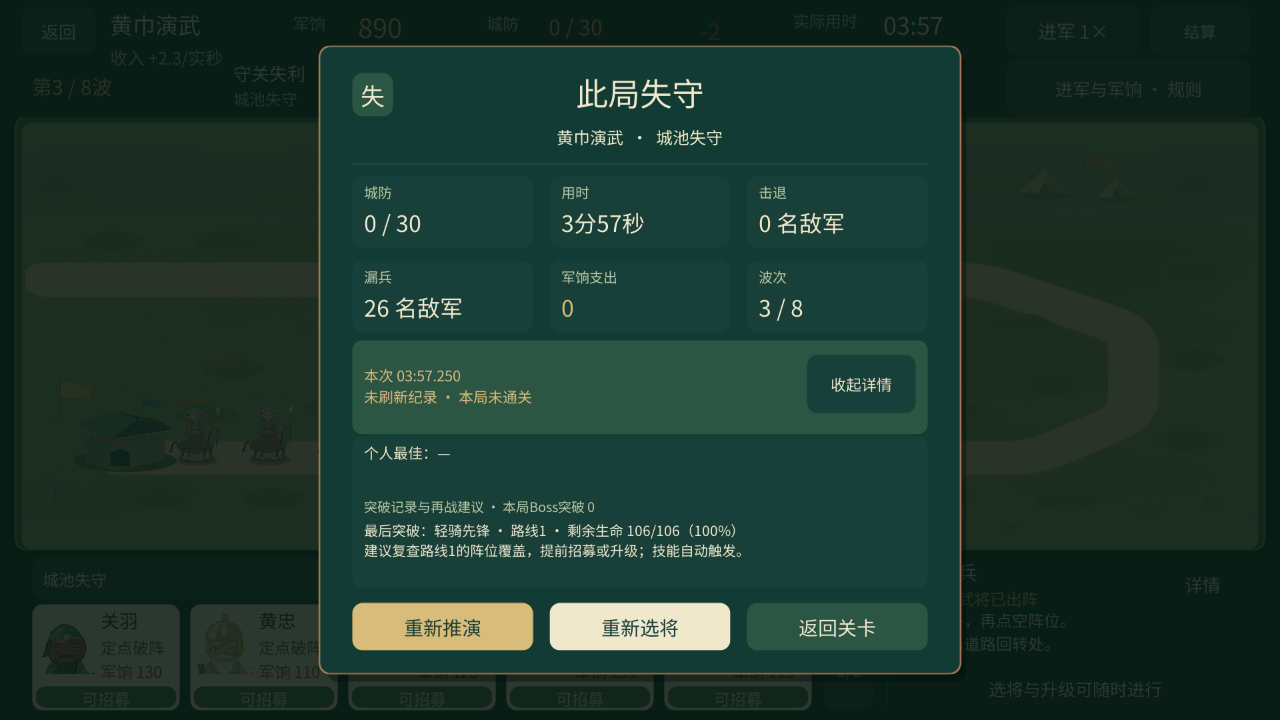 返回
黄巾演武
军饷
890
城防
0 / 30
-2
实际用时
03:57
进军 1×
结算
收入 +2.3/实秒
第3 / 8波
守关失利
城池失守
进军与军饷 · 规则
失
此局失守
黄巾演武 · 城池失守
城防
0 / 30
用时
3分57秒
击退
0 名敌军
漏兵
26 名敌军
军饷支出
0
波次
3 / 8
本次 03:57.250
未刷新纪录 · 本局未通关
收起详情
个人最佳：—
突破记录与再战建议 · 本局Boss突破 0
最后突破：轻骑先锋 · 路线1 · 剩余生命 106/106（100%）
建议复查路线1的阵位覆盖，提前招募或升级；技能自动触发。
重新推演
重新选将
返回关卡
城池失守
关羽
定点破阵
军饷 130
可招募
黄忠
定点破阵
军饷 110
可招募
可招募
可招募
可招募
兵
详情
武将已出阵
，再点空阵位。
道路回转处。
选将与升级可随时进行